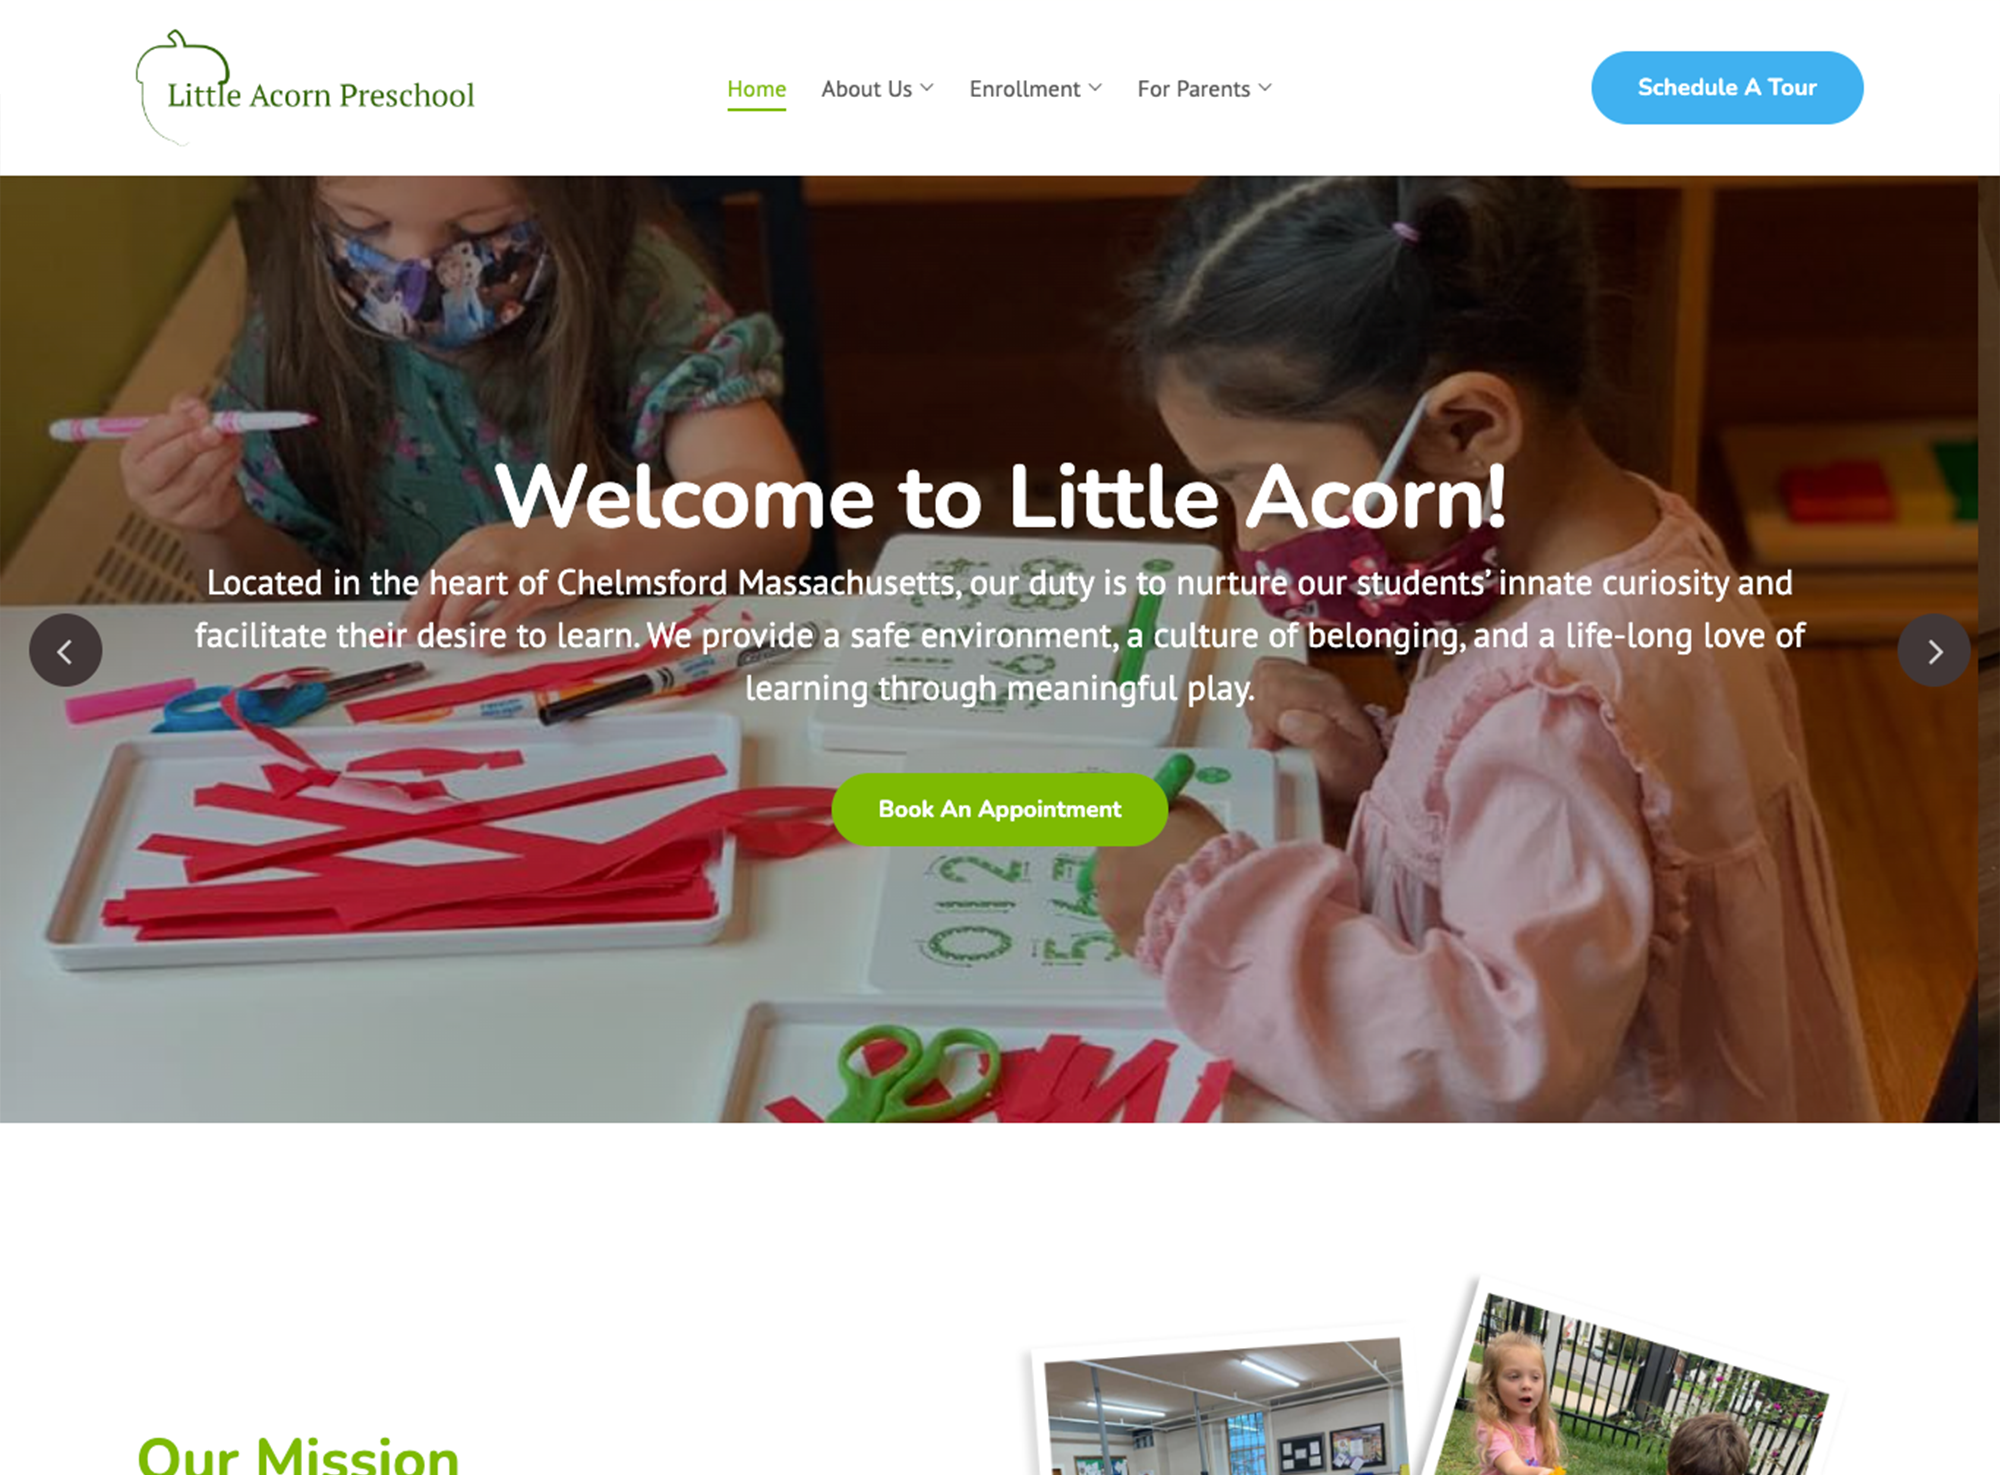 Little Acorn Preschool
Home
About Us
Enrollment
For Parents
Schedule A Tour
Welcome to Little Acorn!
Located in the heart of Chelmsford Massachusetts, our duty is to nurture our students’ innate curiosity and
facilitate their desire to learn. We provide a safe environment, a culture of belonging, and a life-long love of
learning through meaningful play.
Book An Appointment
Our Mission